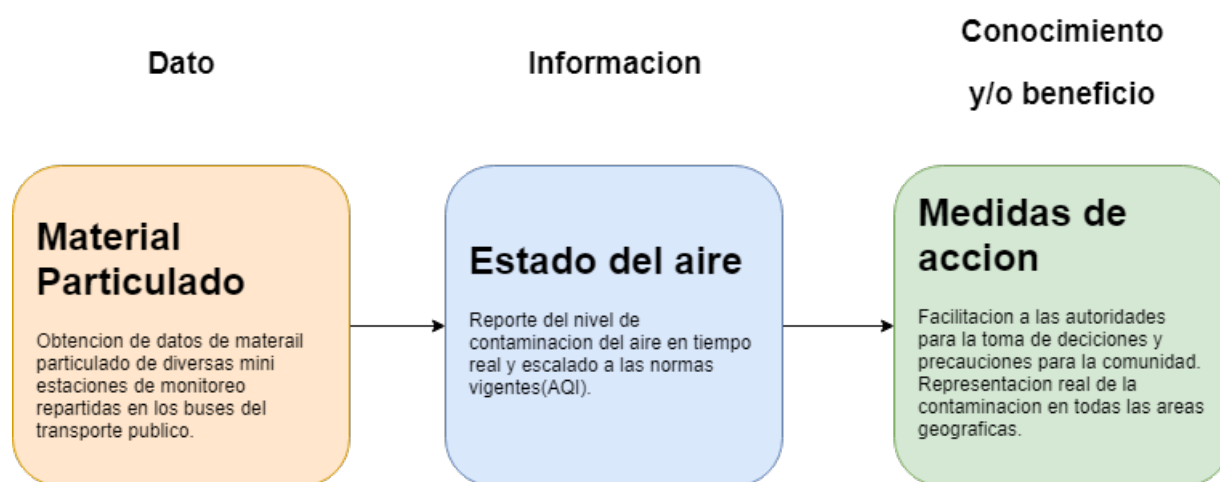 Dato
Informacion
Conocimiento
y/o beneficio
Material
Particulado
Obtencion de datos de materail
particulado de diversas mini
estaciones de monitoreo
repartidas en los buses del
transporte publico.
Estado del aire
Reporte del nivel de
contaminacion del aire en tiempo
real y escalado a las normas
vigentes(AQI).
Medidas de
accion
Facilitacion a las autoridades
para la toma de deciciones y
precauciones para la comunidad.
Representacion real de la
contaminacion en todas las areas
geograficas.